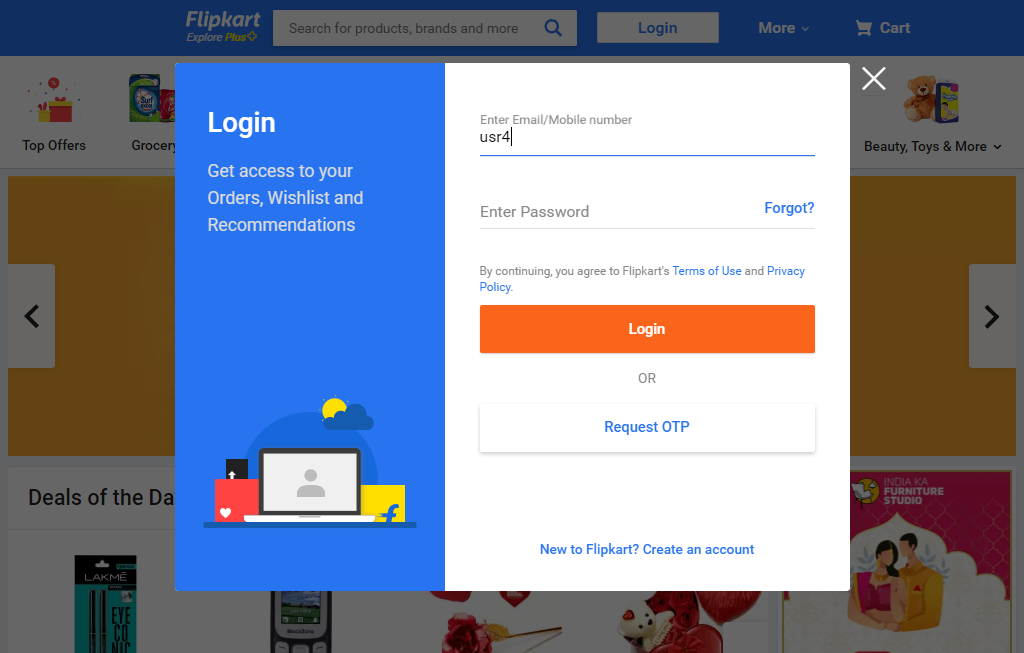 Flipkart
Explore Plus
Search for products, brands and more
Login
More
Cart
Top Offers
Grocery
Beauty, Toys & More
Login
Get access to your
Orders, Wishlist and
Recommendations
Enter Email/Mobile number
usr4
Enter Password
Forgot?
By continuing, you agree to Flipkart's Terms of Use and Privacy
Policy.
Login
OR
Request OTP
New to Flipkart? Create an account
Deals of the Da
INDIA KA
FURNITURE
STUDIO
LAKMÉ
EYE
CO
NIC